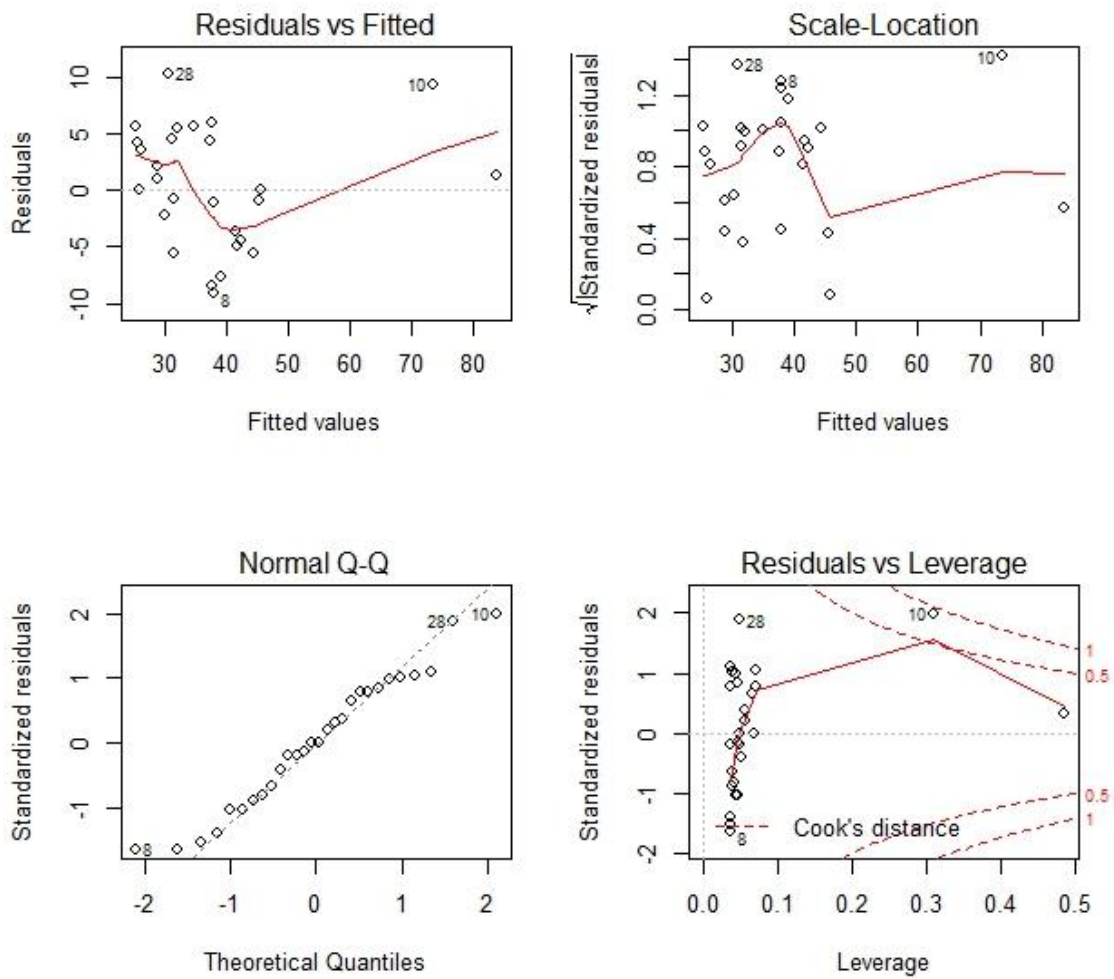 Residuals vs Fitted
Residuals
10
5
0
-5
-10
28
10
8
30 40 50 60 70 80
Fitted values
Scale-Location
√|Standardized residuals|
1.2
0.8
0.4
0.0
28
8
10
30 40 50 60 70 80
Fitted values
Normal Q-Q
Standardized residuals
2
1
0
-1
28
10
8
-2 -1 0 1 2
Theoretical Quantiles
Residuals vs Leverage
Standardized residuals
2
1
0
-1
-2
28
10
8
1
0.5
0.5
1
Cook's distance
0.0 0.1 0.2 0.3 0.4 0.5
Leverage